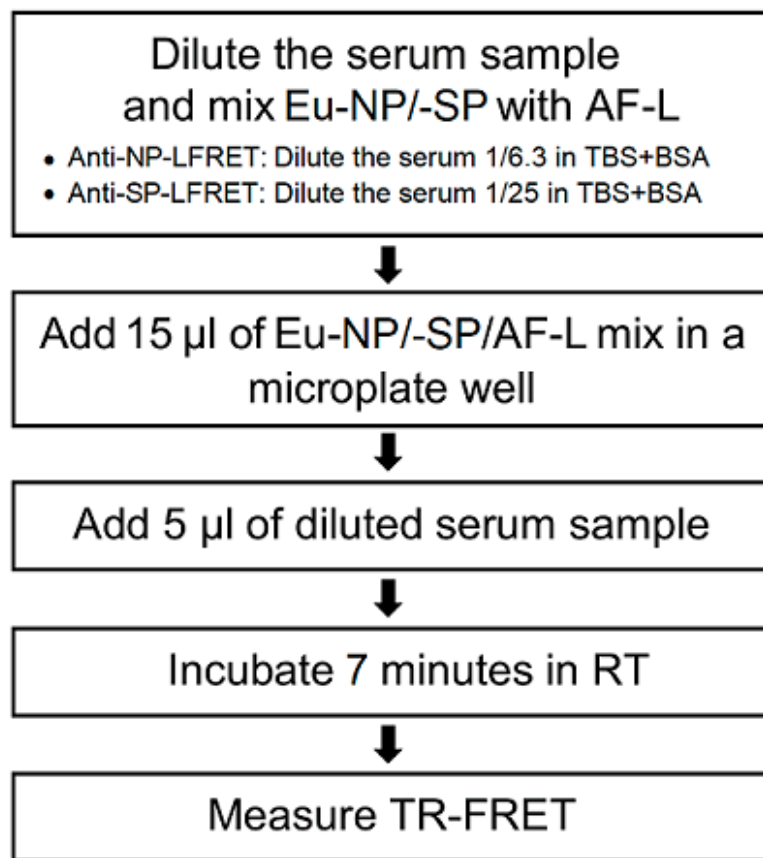 Dilute the serum sample
and mix Eu-NP/-SP with AF-L
• Anti-NP-LFRET: Dilute the serum 1/6.3 in TBS+BSA
• Anti-SP-LFRET: Dilute the serum 1/25 in TBS+BSA
Add 15 µl of Eu-NP/-SP/AF-L mix in a
microplate well
Add 5 µl of diluted serum sample
Incubate 7 minutes in RT
Measure TR-FRET